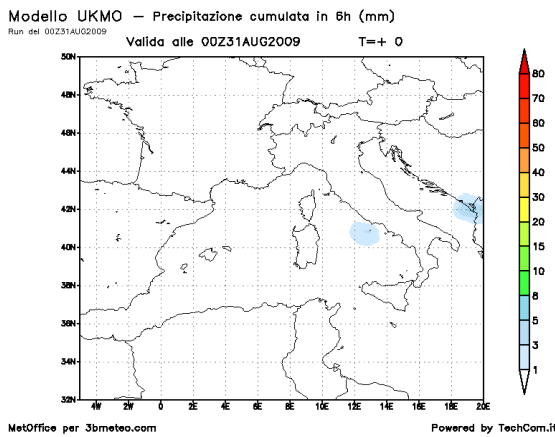 Modello UKMO – Precipitazione cumulata in 6h (mm)
Run del 00Z31AUG2009
Valida alle 00Z31AUG2009 T=+ 0
50N
48N
46N
44N
42N
40N
38N
36N
34N
32N
4W 2W 0 2E 4E 6E 8E 10E 12E 14E 16E 18E 20E
80
70
60
50
40
30
20
15
10
8
5
3
1
MetOffice per 3bmeteo.com Powered by TechCom.it